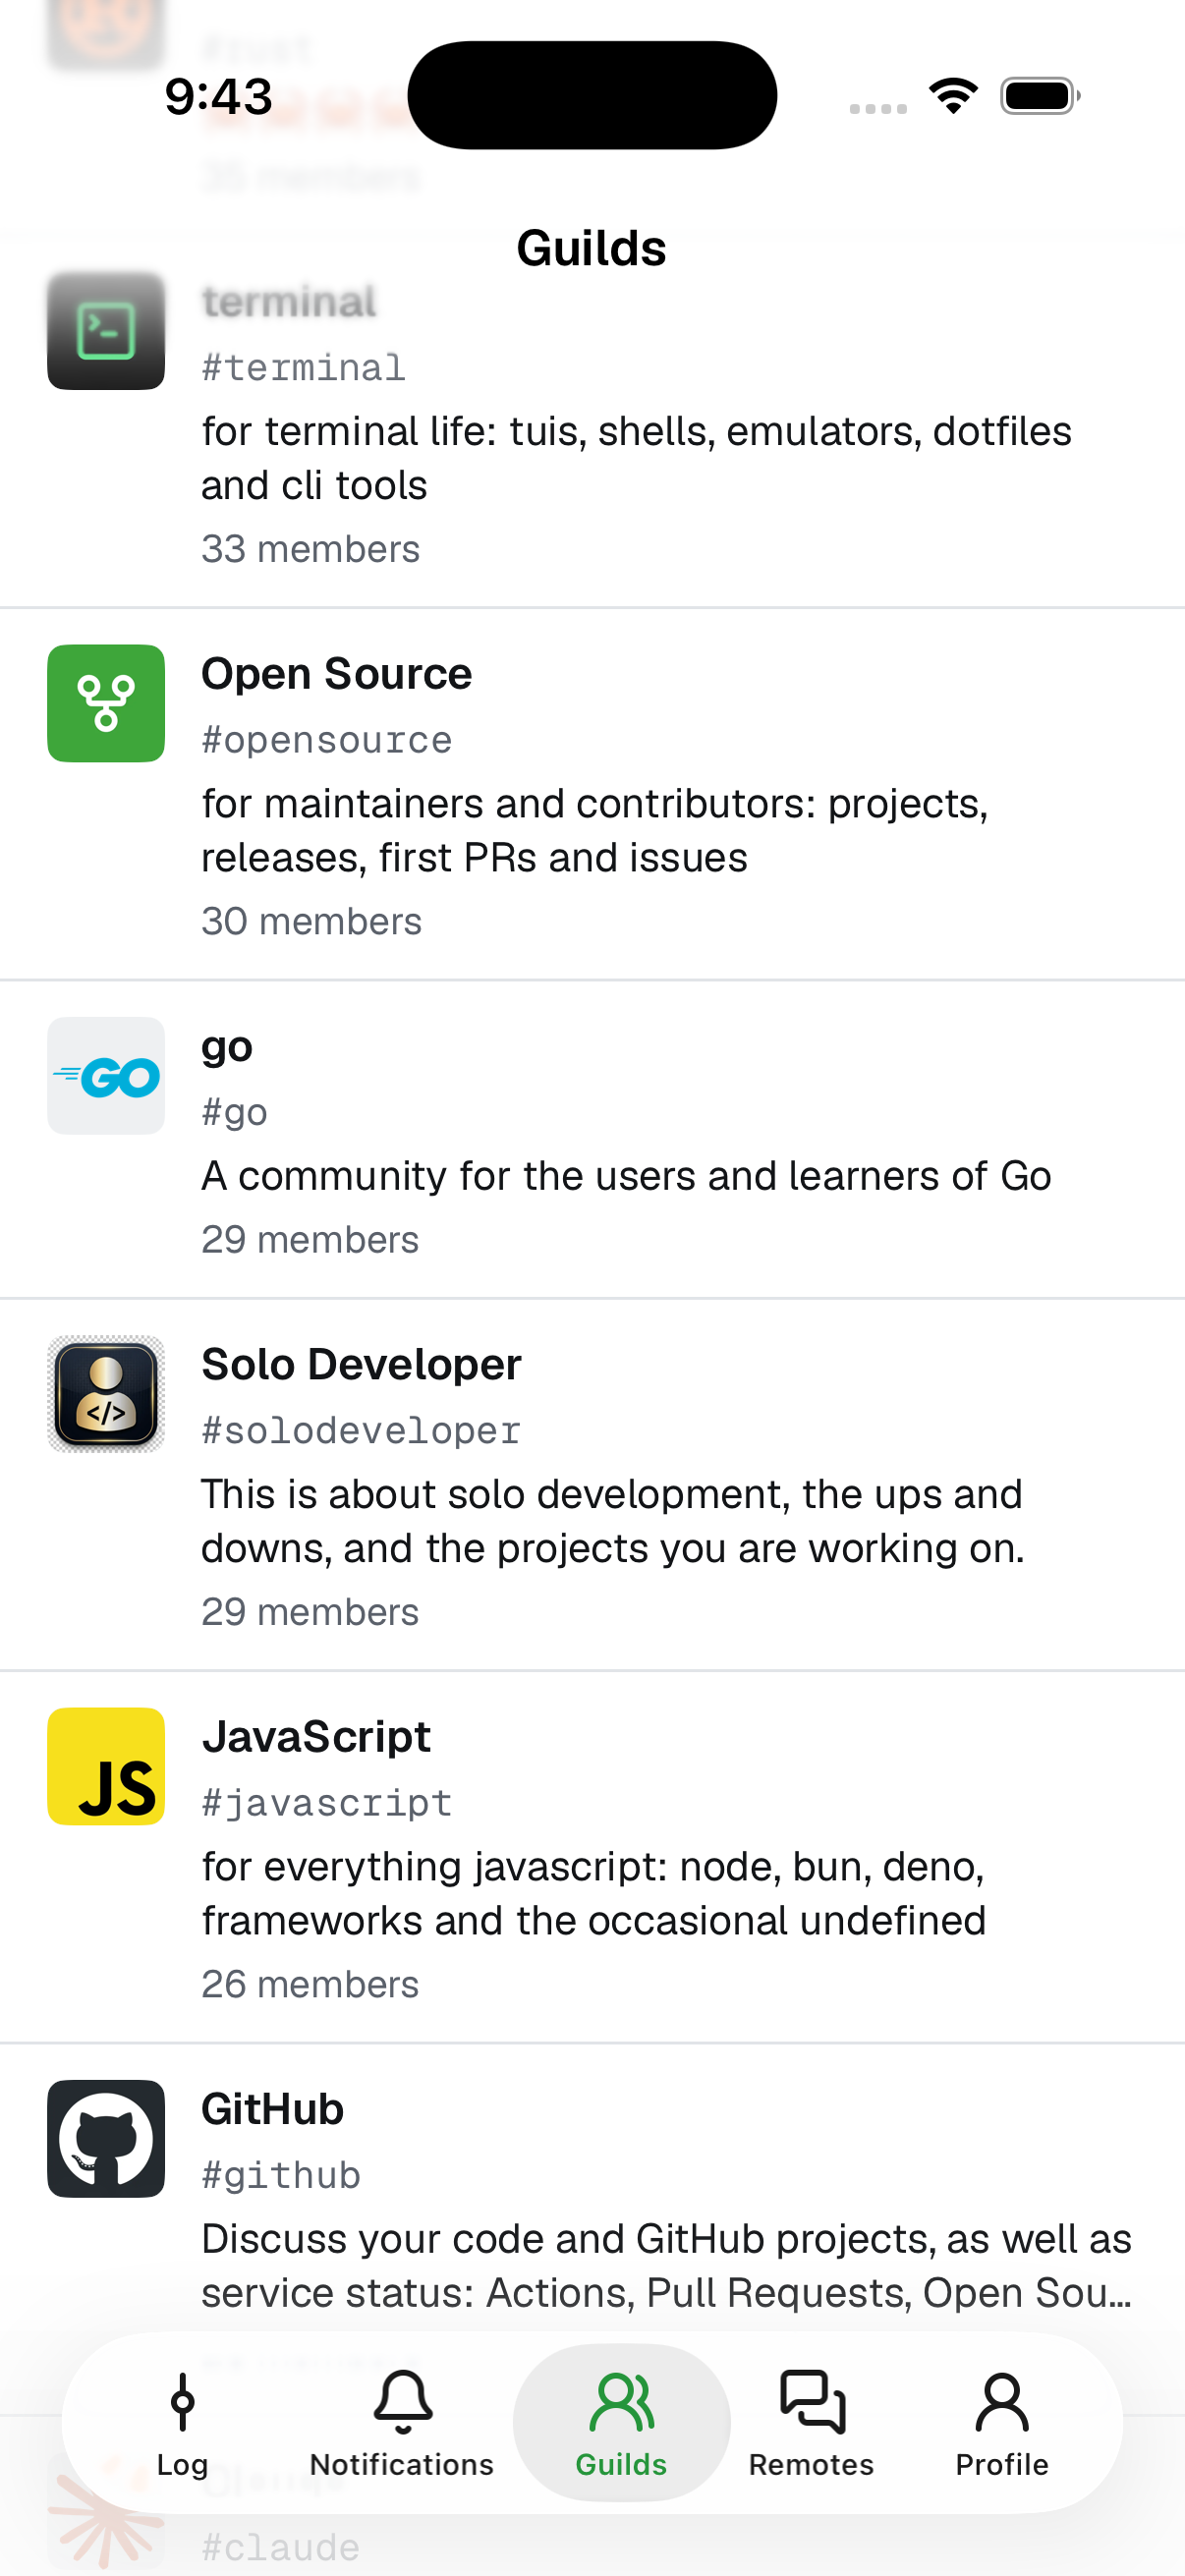 #rust
9:43
35 members
Guilds
terminal
#terminal
for terminal life: tuis, shells, emulators, dotfiles
and cli tools
33 members
Open Source
#opensource
for maintainers and contributors: projects,
releases, first PRs and issues
30 members
GO
go
#go
A community for the users and learners of Go
29 members
</>
Solo Developer
#solodeveloper
This is about solo development, the ups and
downs, and the projects you are working on.
29 members
JS
JavaScript
#javascript
for everything javascript: node, bun, deno,
frameworks and the occasional undefined
26 members
GitHub
#github
Discuss your code and GitHub projects, as well as
service status: Actions, Pull Requests, Open Sou...
Log
Notifications
Guilds
Remotes
Profile
#claude